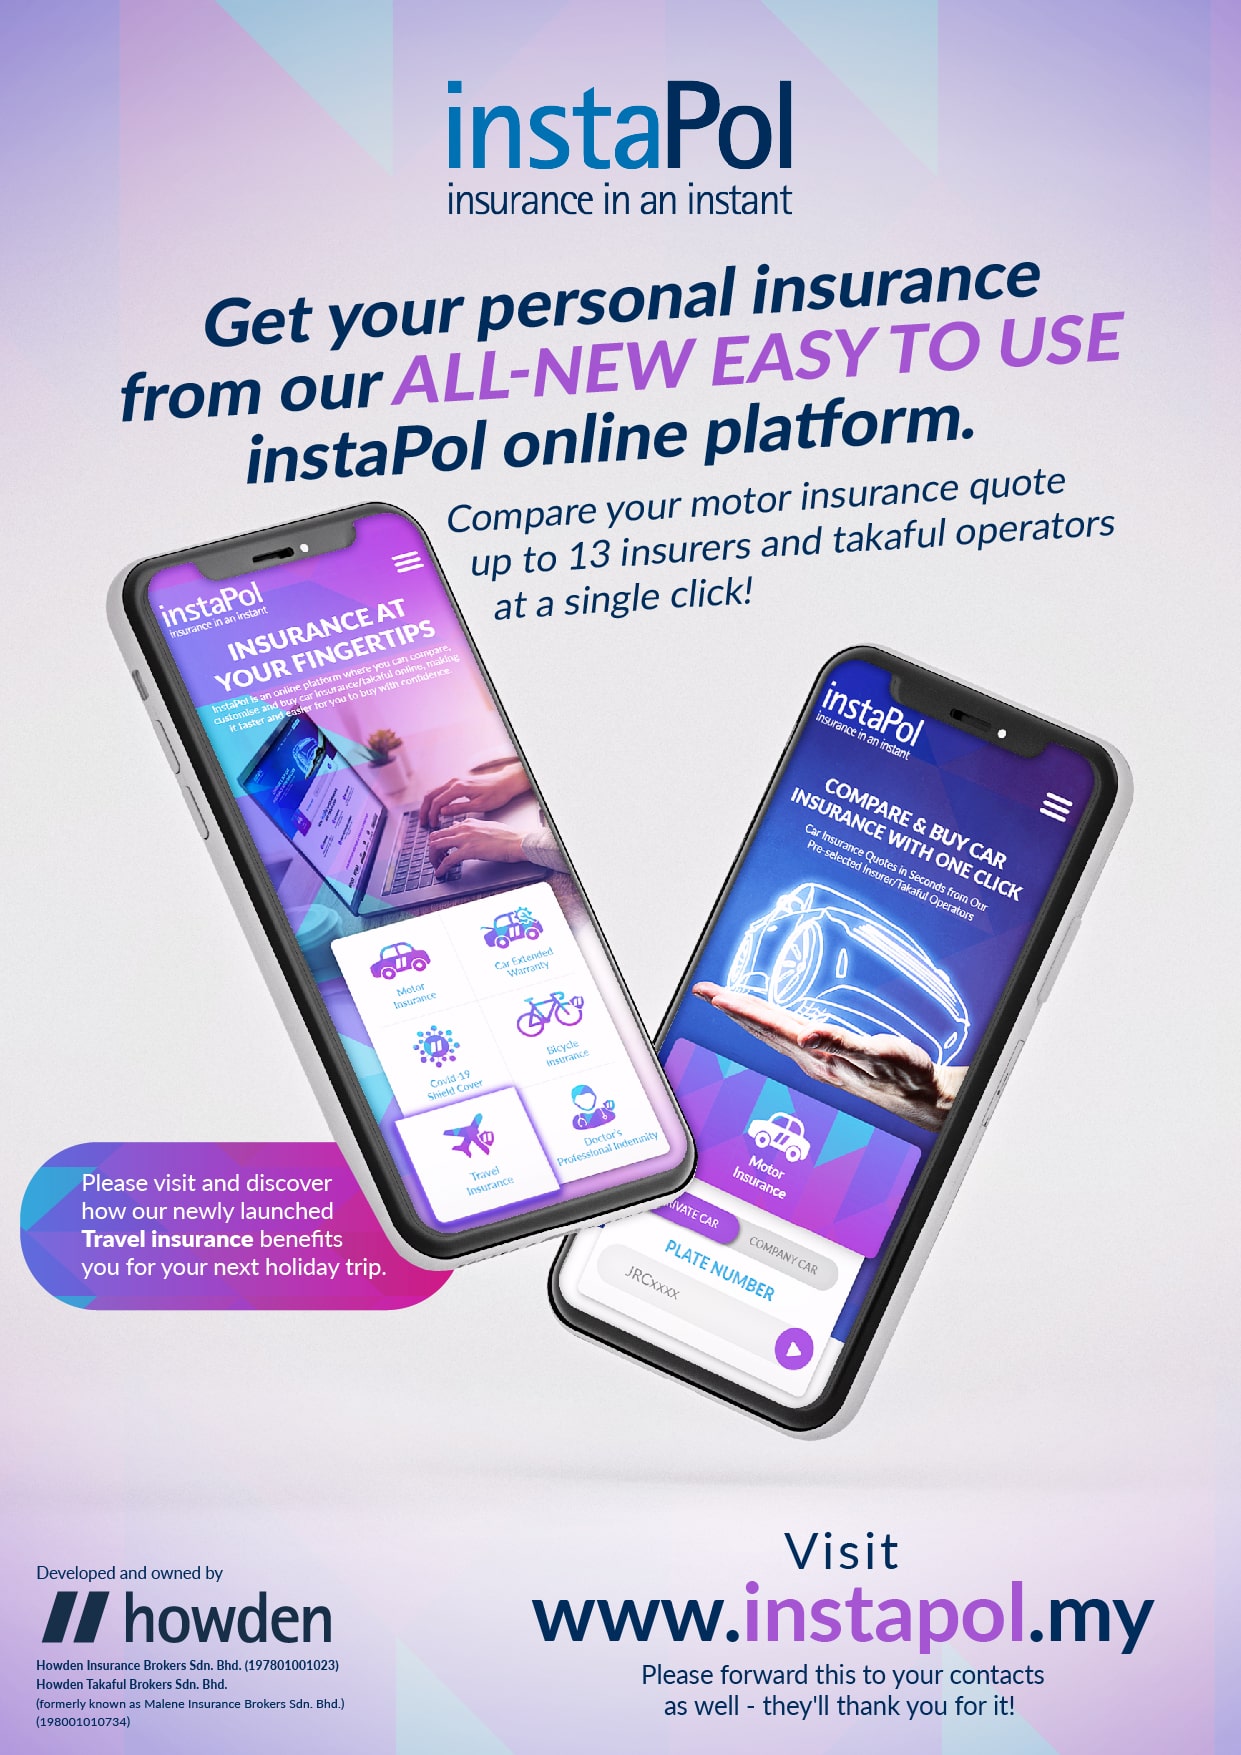 instaPol
insurance in an instant
Get your personal insurance
from our ALL-NEW EASY TO USE
instaPol online platform.
Compare your motor insurance quote
up to 13 insurers and takaful operators
at a single click!
instaPol
insurance in an instant
INSURANCE AT
YOUR FINGERTIPS
InstaPol is an online platform where you can compare,
customise and buy car insurance/takaful online, making
it faster and easier for you to buy with confidence
Motor
Insurance
Car Extended
Warranty
Covid-19
Shield Cover
Bicycle
Insurance
Travel
Insurance
Doctor's
Professional Indemnity
instaPol
insurance in an instant
COMPARE & BUY CAR
INSURANCE WITH ONE CLICK
Car Insurance Quotes in Seconds from Our
Pre-selected Insurer/Takaful Operators
Motor
Insurance
CAR
COMPANY CAR
PLATE NUMBER
JRCxxxx
Please visit and discover
how our newly launched
Travel insurance benefits
you for your next holiday trip.
Developed and owned by
howden
Howden Insurance Brokers Sdn. Bhd. (197801001023)
Howden Takaful Brokers Sdn. Bhd.
(formerly known as Malene Insurance Brokers Sdn. Bhd.)
(198001010734)
Visit
www.instapol.my
Please forward this to your contacts
as well - they'll thank you for it!